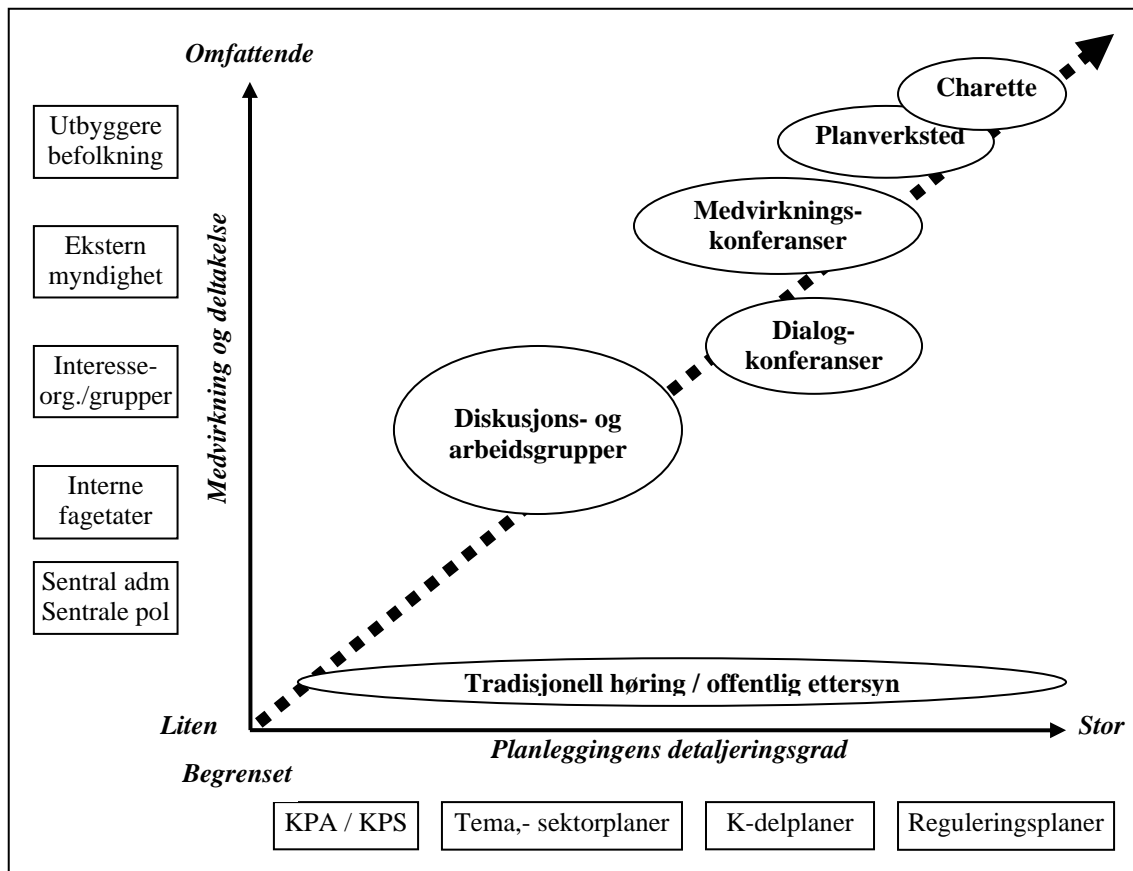 Omfattende
Charette
Planverksted
Utbyggere
befolkning
Medvirknings-
konferanser
Ekstern
myndighet
Medvirkning og deltakelse
Dialog-
konferanser
Interesse-
org./grupper
Diskusjons- og
arbeidsgrupper
Interne
fagetater
Sentral adm
Sentrale pol
Tradisjonell høring / offentlig ettersyn
Liten
Planleggingens detaljeringsgrad
Stor
Begrenset
KPA / KPS
Tema,- sektorplaner
K-delplaner
Reguleringsplaner